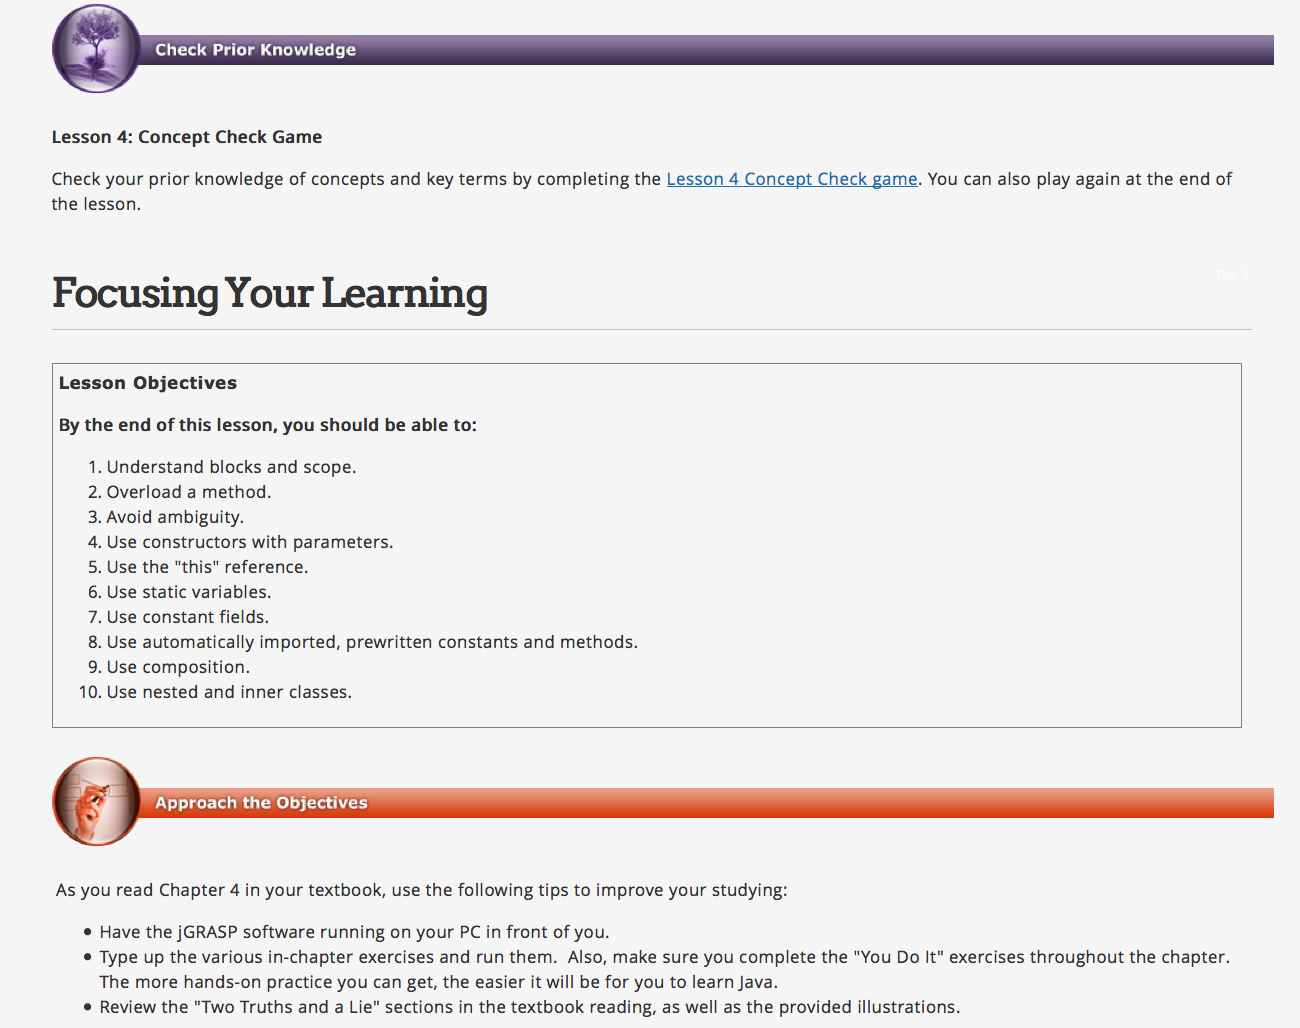 Check Prior Knowledge
Lesson 4: Concept Check Game
Check your prior knowledge of concepts and key terms by completing the Lesson 4 Concept Check game. You can also play again at the end of
the lesson.
Top ↑
Focusing Your Learning
Lesson Objectives
By the end of this lesson, you should be able to:
1. Understand blocks and scope.
2. Overload a method.
3. Avoid ambiguity.
4. Use constructors with parameters.
5. Use the "this" reference.
6. Use static variables.
7. Use constant fields.
8. Use automatically imported, prewritten constants and methods.
9. Use composition.
10. Use nested and inner classes.
Approach the Objectives
As you read Chapter 4 in your textbook, use the following tips to improve your studying:
• Have the jGRASP software running on your PC in front of you.
• Type up the various in-chapter exercises and run them.  Also, make sure you complete the "You Do It" exercises throughout the chapter.
The more hands-on practice you can get, the easier it will be for you to learn Java.
• Review the "Two Truths and a Lie" sections in the textbook reading, as well as the provided illustrations.